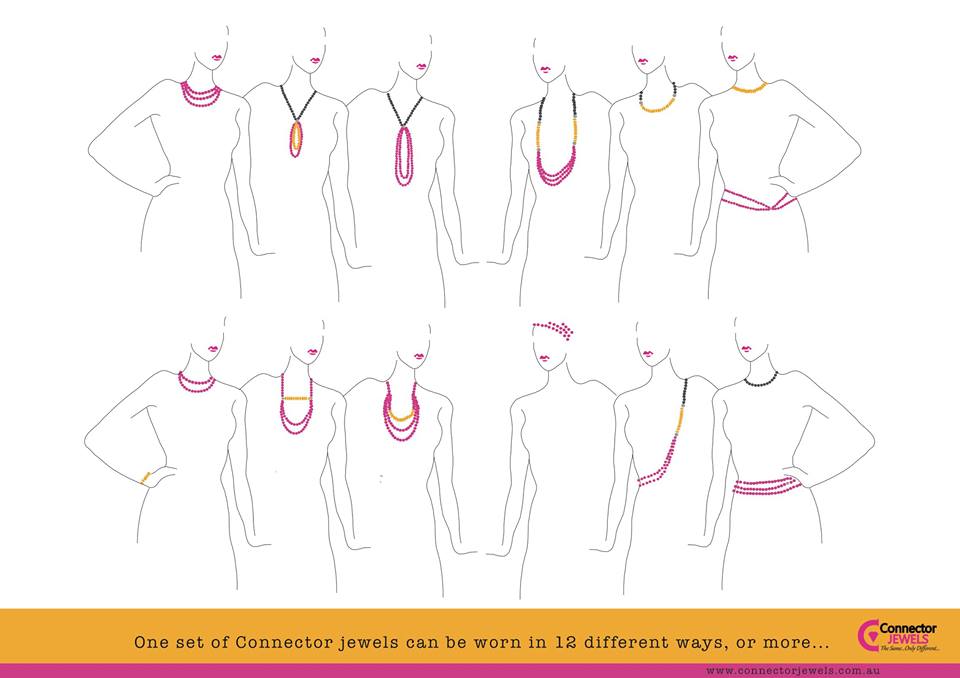 One set of Connector jewels can be worn in 12 different ways, or more...
Connector
JEWELS
The Same...Only Different...
www.connectorjewels.com.au